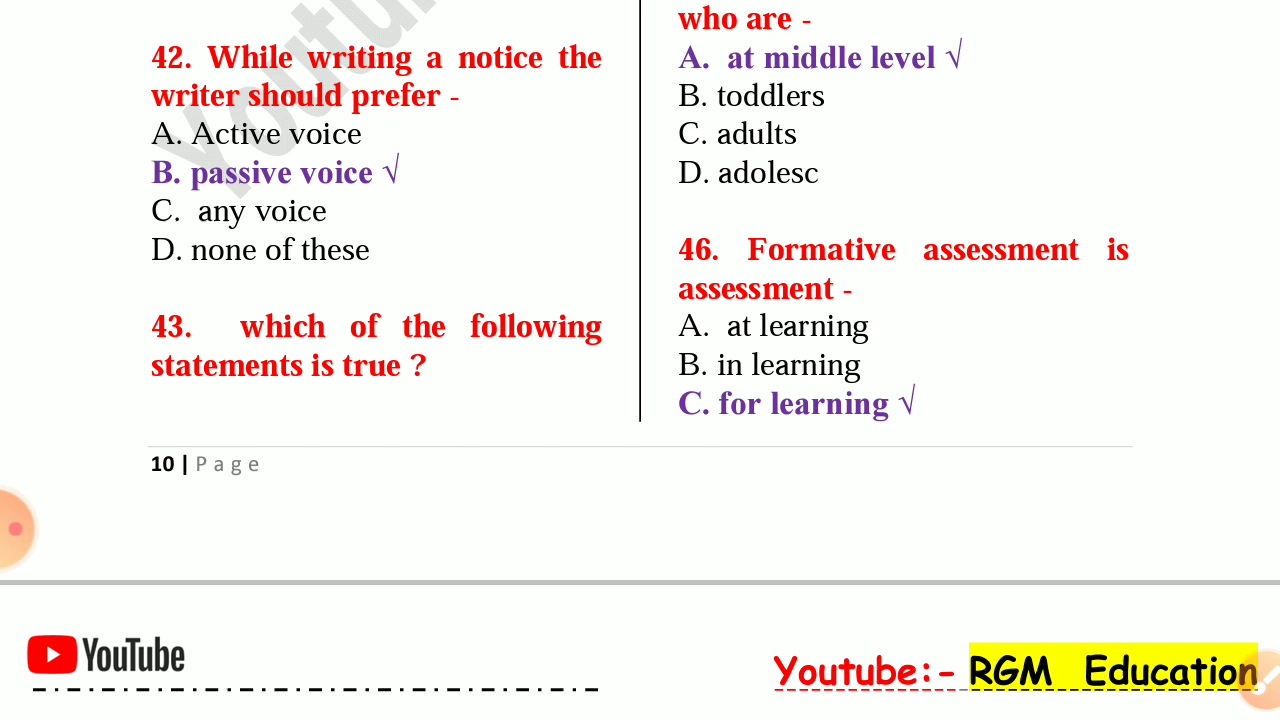 42. While writing a notice the
writer should prefer -
A. Active voice
B. passive voice √
C. any voice
D. none of these
43. which of the following
statements is true ?
who are -
A. at middle level √
B. toddlers
C. adults
D. adolesc
46. Formative assessment is
assessment -
A. at learning
B. in learning
C. for learning √
10 | Page
YouTube
Youtube:- RGM Education